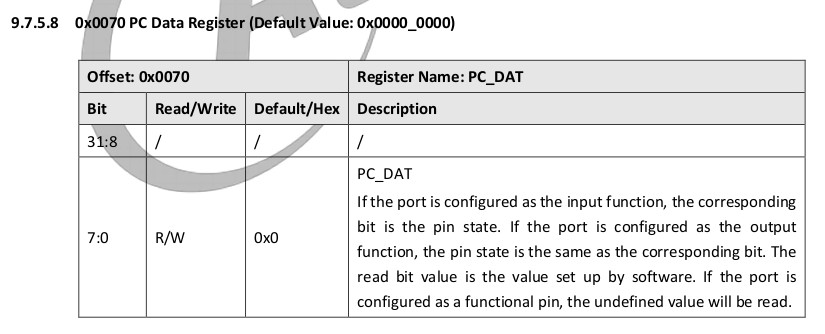 9.7.5.8 0x0070 PC Data Register (Default Value: 0x0000_0000)
Offset: 0x0070 Register Name: PC_DAT
Bit Read/Write Default/Hex Description
31:8 / / /
PC_DAT
If the port is configured as the input function, the corresponding
bit is the pin state. If the port is configured as the output
7:0 R/W 0x0 function, the pin state is the same as the corresponding bit. The
read bit value is the value set up by software. If the port is
configured as a functional pin, the undefined value will be read.